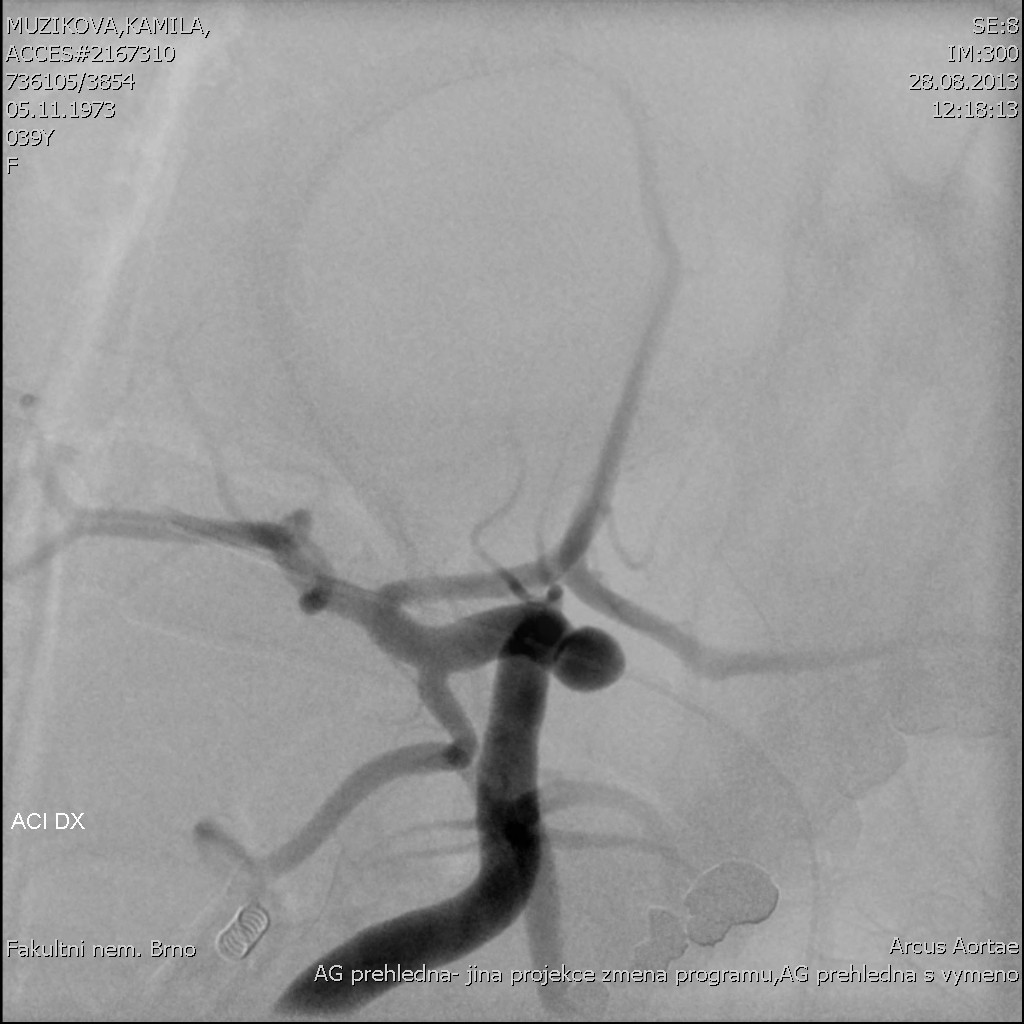 MUZIKOVA,KAMILA,
ACCES#2167310
736105/3854
05.11.1973
039Y
F
SE:8
IM:300
28.08.2013
12:18:13
ACI DX
Fakultni nem. Brno
Arcus Aortae
AG prehledna- jina projekce zmena programu,AG prehledna s vymeno